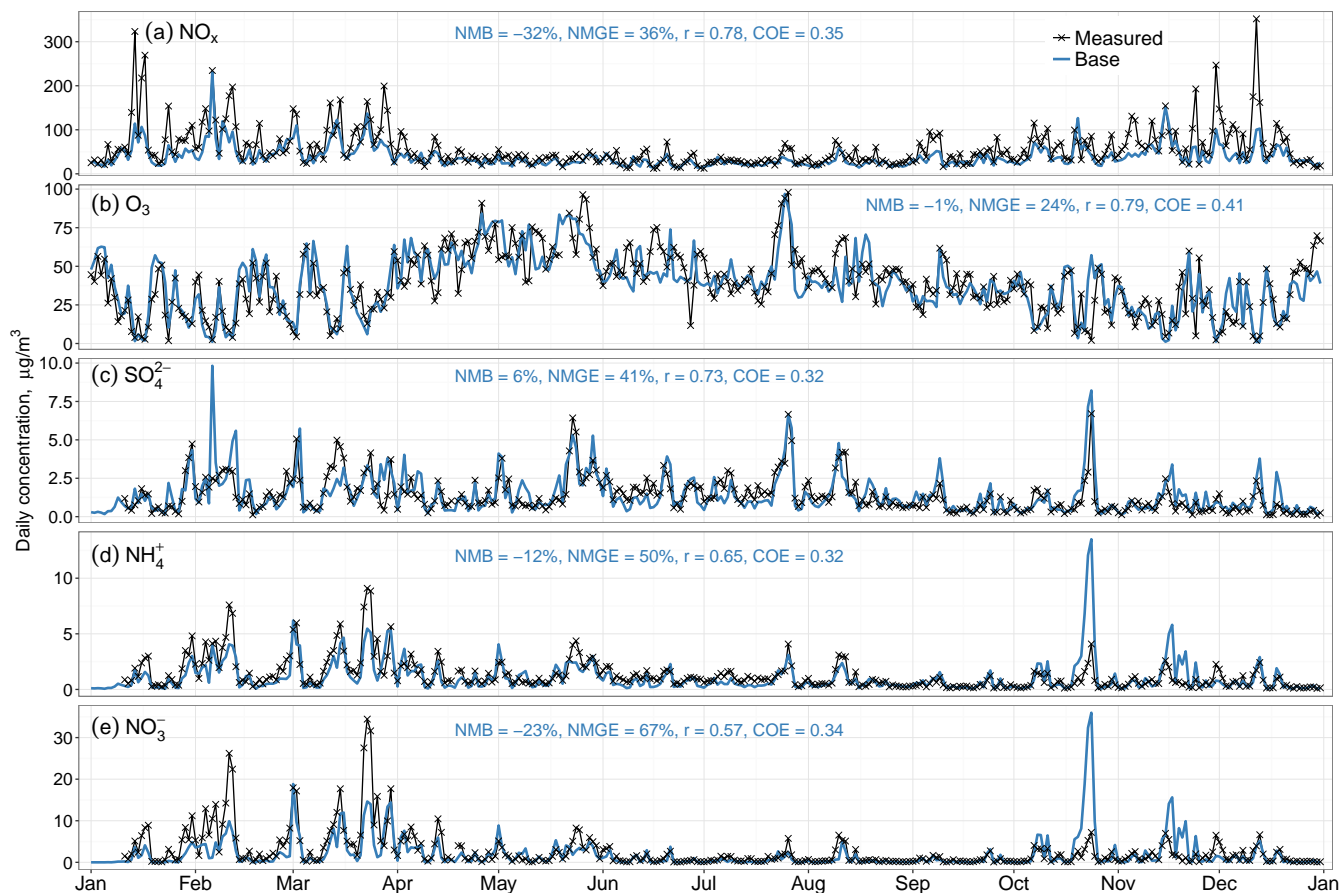 (a) NOₓ
NMB = −32%, NMGE = 36%, r = 0.78, COE = 0.35
Measured
Base
300
200
100
0
(b) O₃
NMB = −1%, NMGE = 24%, r = 0.79, COE = 0.41
100
75
50
25
0
Daily concentration, μg/m³
(c) SO₄²⁻
NMB = 6%, NMGE = 41%, r = 0.73, COE = 0.32
10.0
7.5
5.0
2.5
0.0
(d) NH₄⁺
NMB = −12%, NMGE = 50%, r = 0.65, COE = 0.32
10
5
0
(e) NO₃⁻
NMB = −23%, NMGE = 67%, r = 0.57, COE = 0.34
30
20
10
0
Jan Feb Mar Apr May Jun Jul Aug Sep Oct Nov Dec Jan